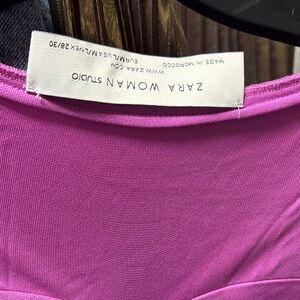 ZARA WOMAN STUDIO
WWW.ZARA.COM
MADE IN MOROCCO
EUR M/L USA M/L MEX 28/30